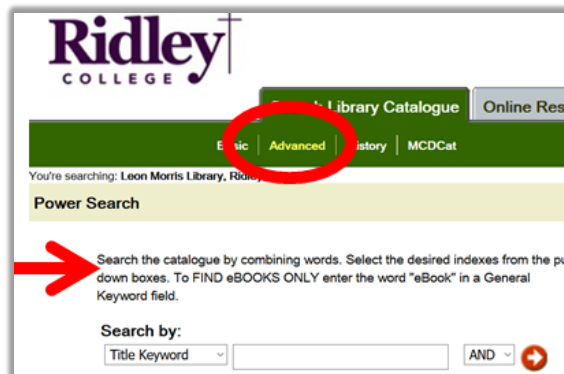 Ridley
COLLEGE
Library Catalogue Online Res
Advanced History MCDCat
You're searching: Leon Morris Library,
Power Search
Search the catalogue by combining words. Select the desired indexes from the pu
down boxes. To FIND eBOOKS ONLY enter the word "eBook" in a General
Keyword field.
Search by:
Title Keyword AND